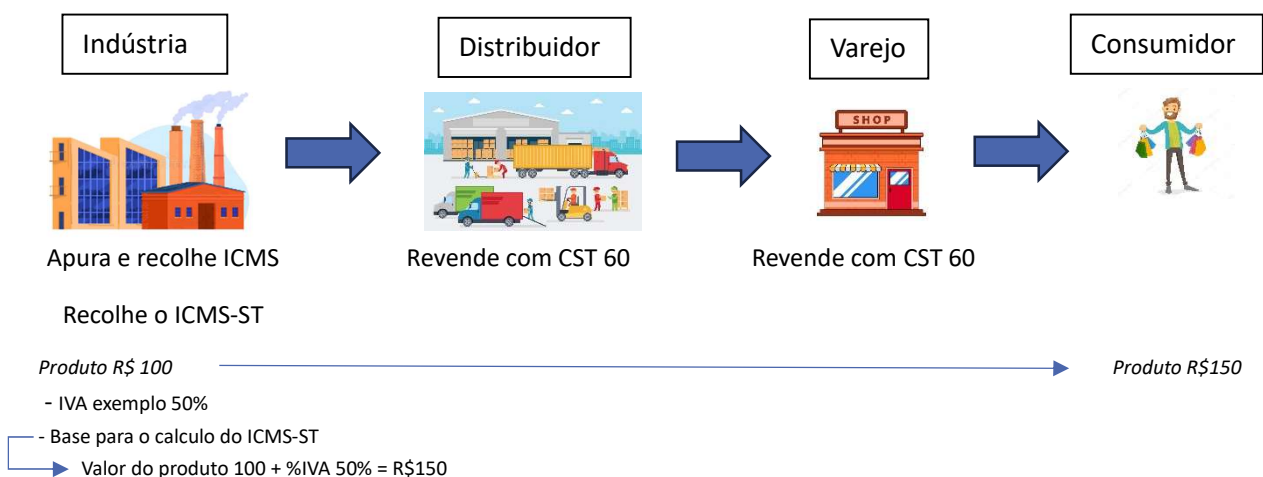 Indústria
Distribuidor
Varejo
Consumidor
SHOP
Apura e recolhe ICMS
Revende com CST 60
Revende com CST 60
Recolhe o ICMS-ST
Produto R$ 100
Produto R$150
- IVA exemplo 50%
- Base para o calculo do ICMS-ST
Valor do produto 100 + %IVA 50% = R$150